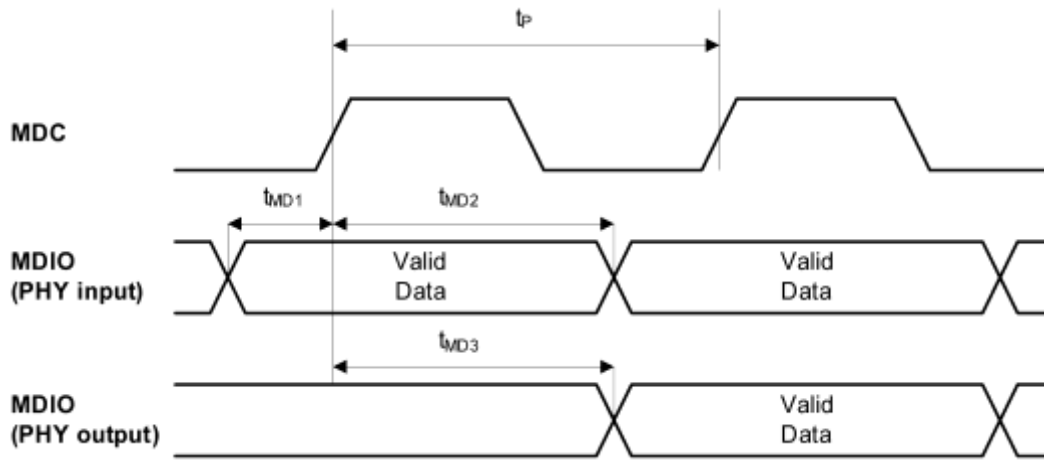 tP
MDC
tMD1
tMD2
MDIO
(PHY input)
Valid
Data
Valid
Data
tMD3
MDIO
(PHY output)
Valid
Data